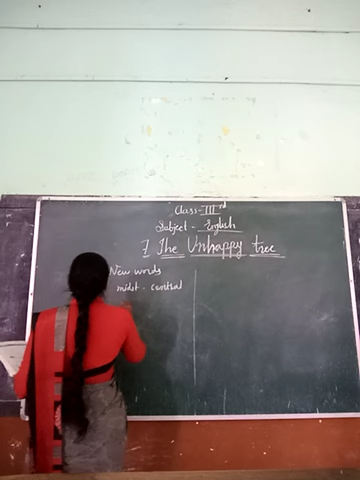 Class-III rd
Subject - English
7 The Unhappy tree
New words
midst - central